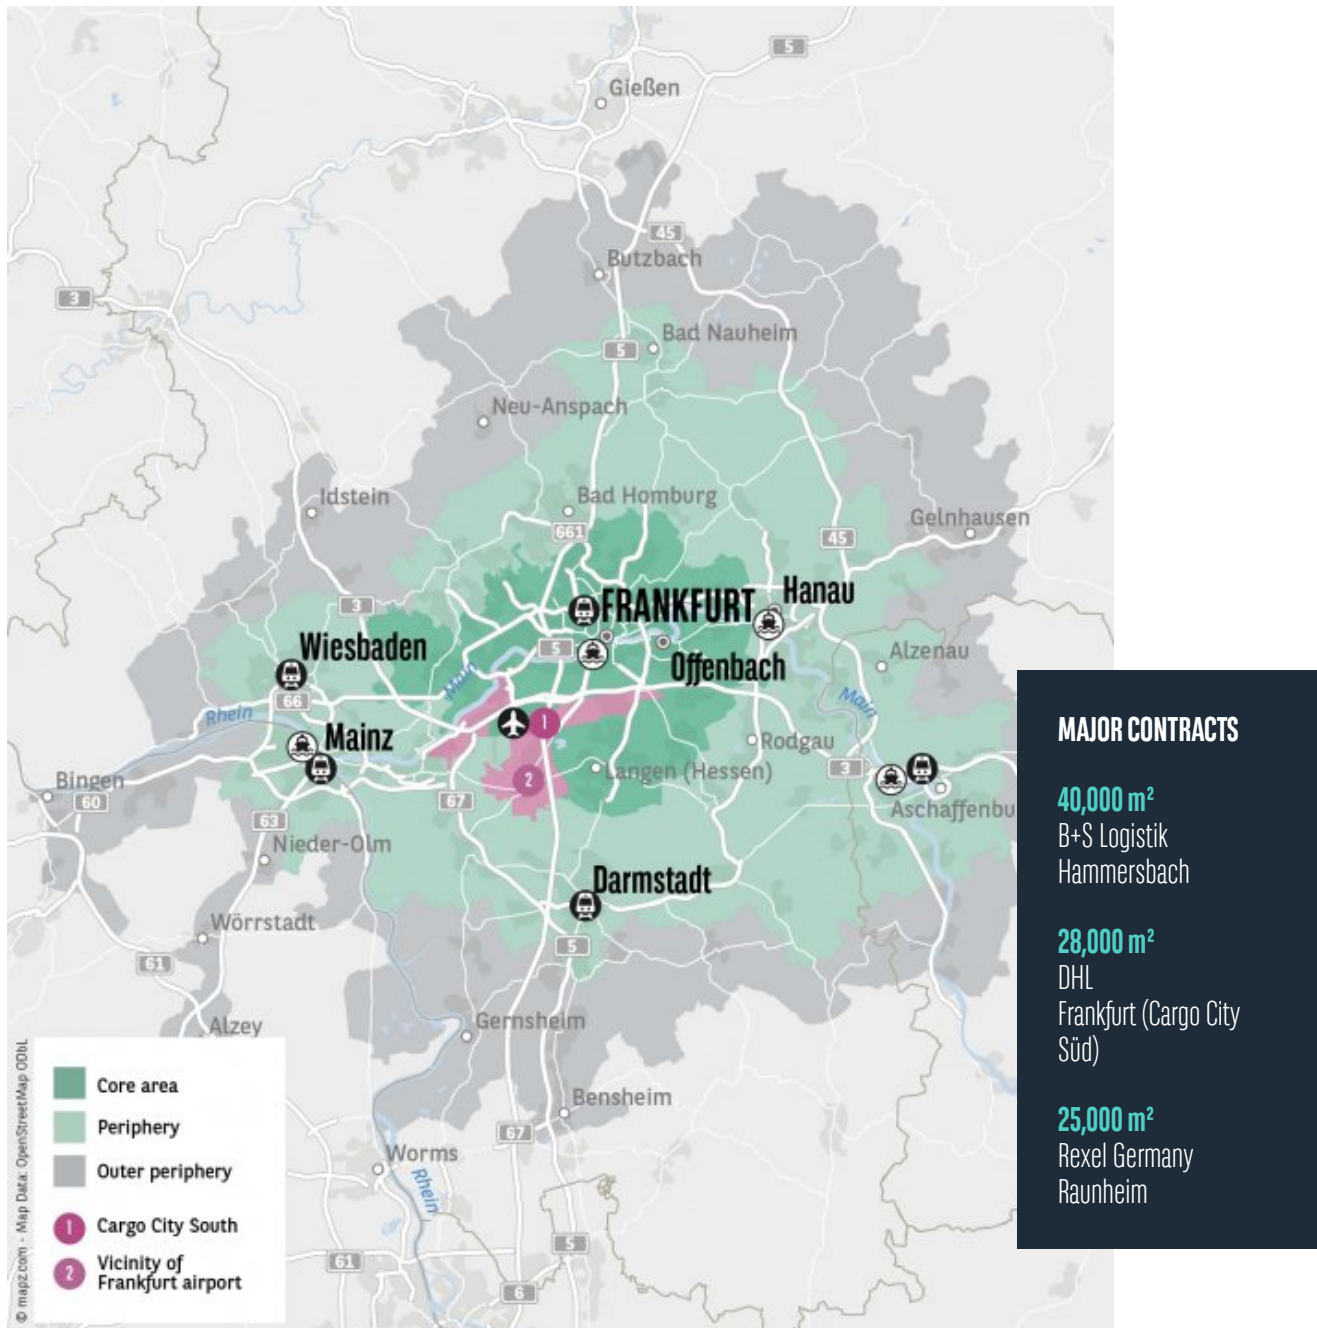 5
Gießen
45
Butzbach
3
Bad Nauheim
5
Neu-Anspach
Idstein
Bad Homburg
Gelnhausen
661
45
Hanau
3
FRANKFURT
Wiesbaden
5
Offenbach
Alzenau
Main
66
Main
Rhein
Mainz
1
Rodgau
Langen (Hessen)
3
2
Bingen
60
67
Aschaffenbu
63
Nieder-Olm
Darmstadt
Wörrstadt
5
61
Gernsheim
Alzey
Bensheim
67
Worms
Rhein
5
61
6
Core area
Periphery
Outer periphery
1 Cargo City South
2 Vicinity of
Frankfurt airport
© mapz.com - Map Data: OpenStreetMap ODbL
MAJOR CONTRACTS
40,000 m²
B+S Logistik
Hammersbach
28,000 m²
DHL
Frankfurt (Cargo City
Süd)
25,000 m²
Rexel Germany
Raunheim